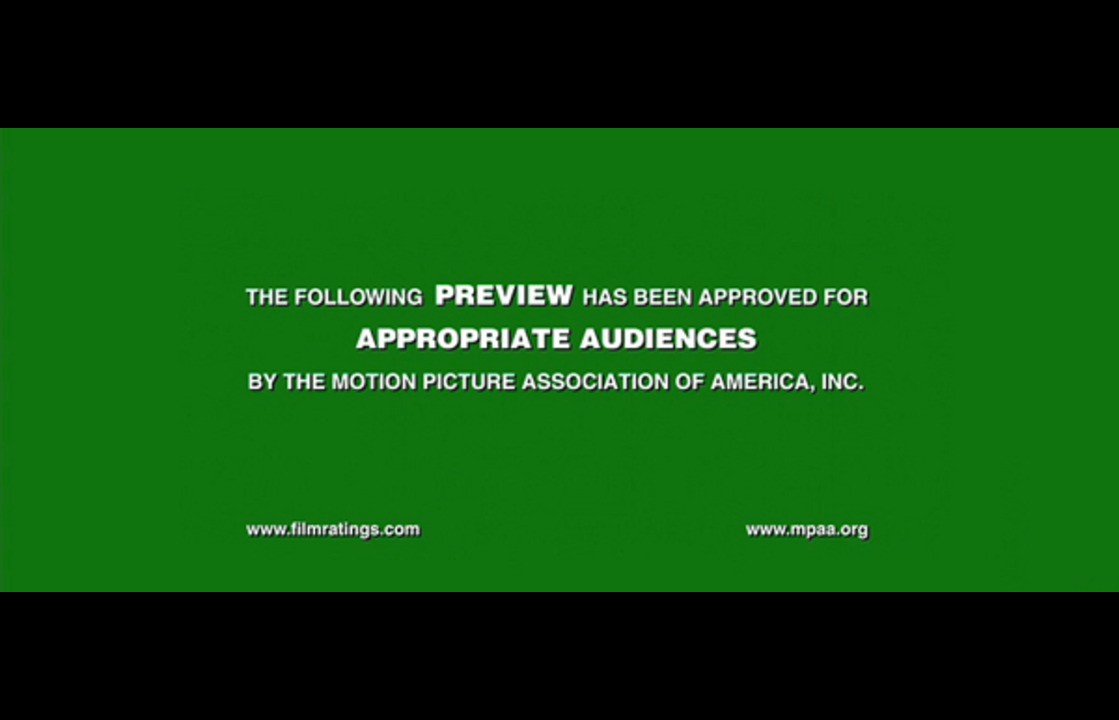 THE FOLLOWING PREVIEW HAS BEEN APPROVED FOR
APPROPRIATE AUDIENCES
BY THE MOTION PICTURE ASSOCIATION OF AMERICA, INC.
www.filmratings.com www.mpaa.org